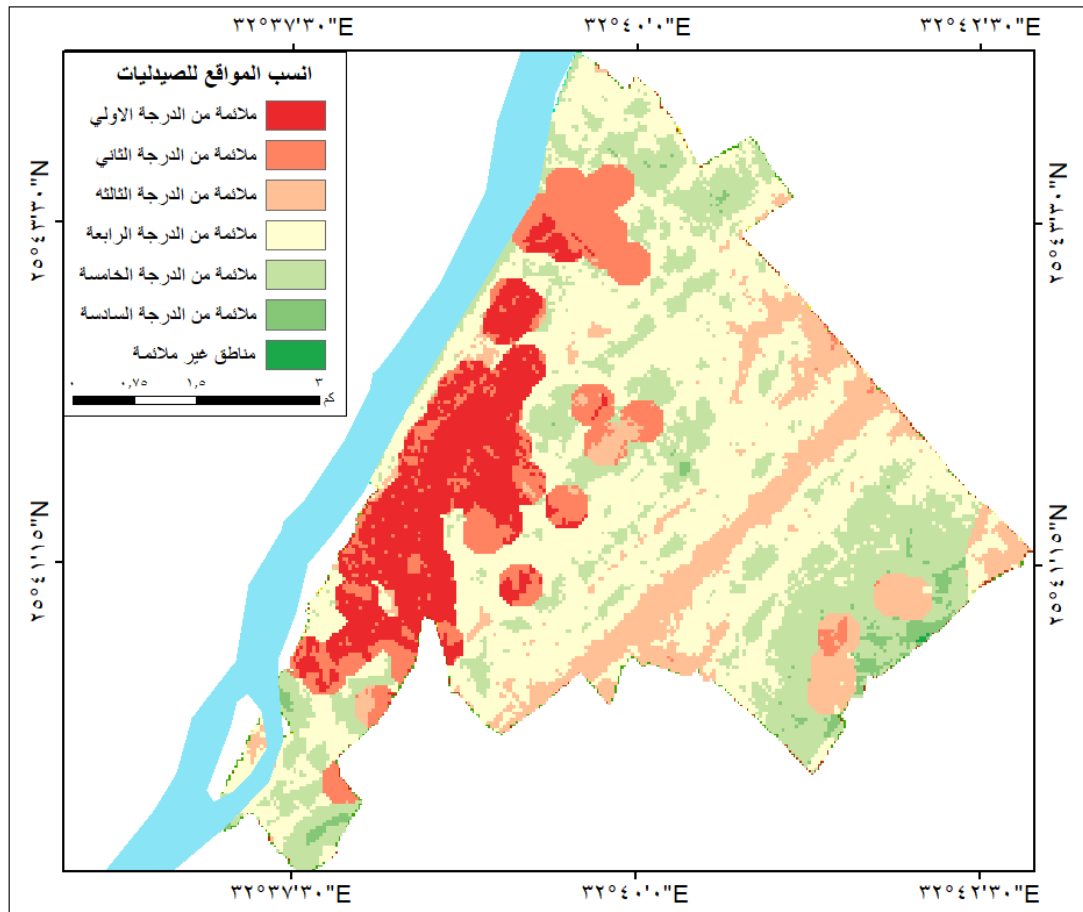 ٣٢°٣٧'٣٠"E ٣٢°٤٠'٠"E ٣٢°٤٢'٣٠"E
انسب المواقع للصيدليات
ملائمة من الدرجة الاولي
ملائمة من الدرجة الثاني
ملائمة من الدرجة الثالثه
ملائمة من الدرجة الرابعة
ملائمة من الدرجة الخامسة
ملائمة من الدرجة السادسة
مناطق غير ملائمة
٠ ٠,٧٥ ١,٥ ٣
كم
٢٥°٤٣'٣٠"N ٢٥°٤٣'٣٠"N
٢٥°٤١'١٥"N ٢٥°٤١'١٥"N
٣٢°٣٧'٣٠"E ٣٢°٤٠'٠"E ٣٢°٤٢'٣٠"E